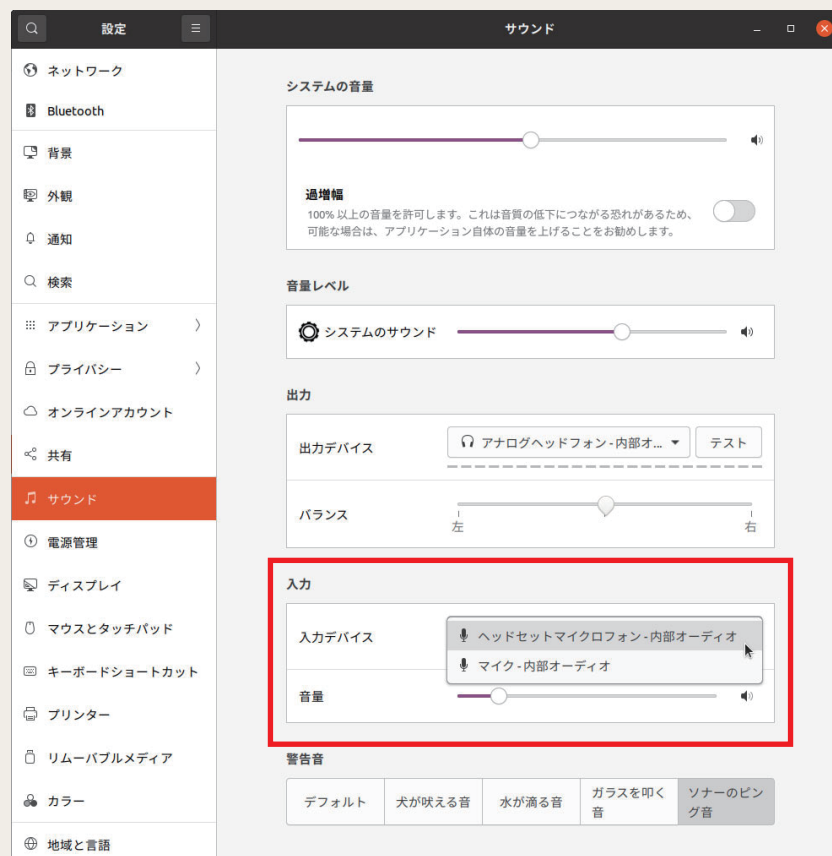 設定
サウンド
ネットワーク
Bluetooth
背景
外観
通知
検索
アプリケーション
プライバシー
オンラインアカウント
共有
サウンド
電源管理
ディスプレイ
マウスとタッチパッド
キーボードショートカット
プリンター
リムーバブルメディア
カラー
地域と言語
システムの音量
過増幅
100% 以上の音量を許可します。これは音質の低下につながる恐れがあるため、
可能な場合は、アプリケーション自体の音量を上げることをお勧めします。
音量レベル
システムのサウンド
出力
出力デバイス
アナログヘッドフォン - 内部オ...
テスト
バランス
左
右
入力
入力デバイス
ヘッドセットマイクロフォン - 内部オーディオ
マイク - 内部オーディオ
音量
警告音
デフォルト
犬が吠える音
水が滴る音
ガラスを叩く
音
ソナーのピン
グ音